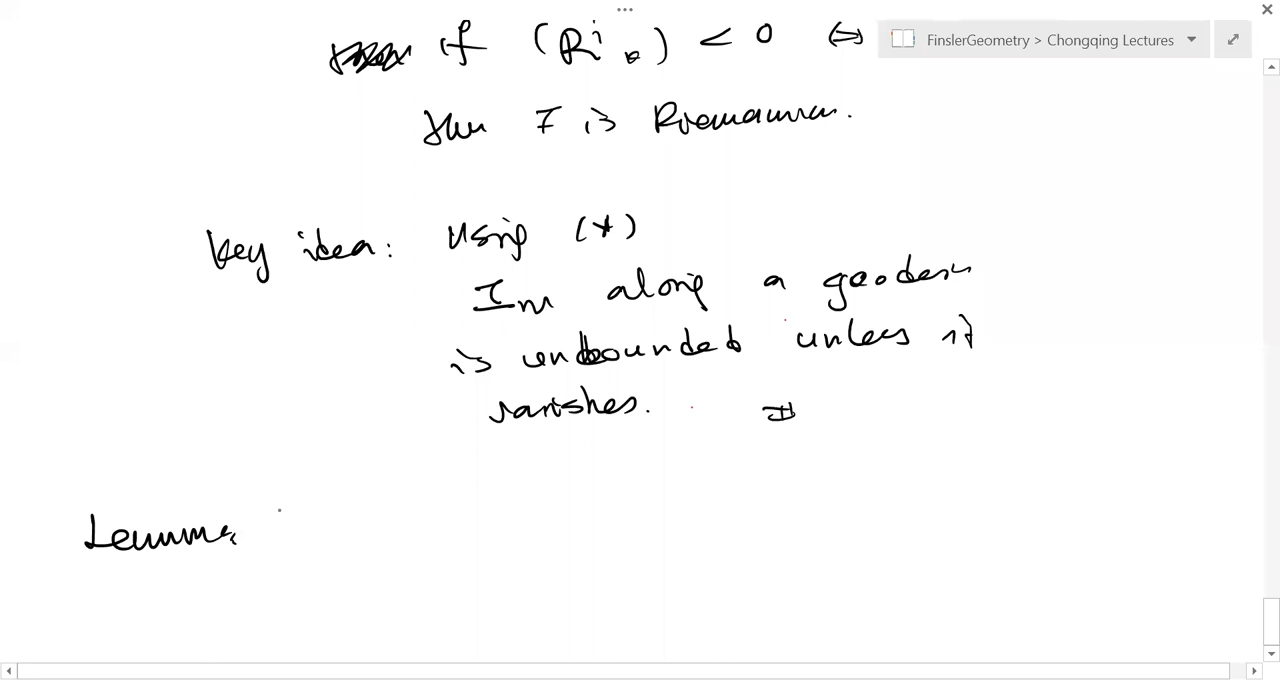 if (Rⁱₖ) < 0 ⇔
FinslerGeometry > Chongqing Lectures
then F is Riemannian.
Key idea: Using (*)
Im along a geodesic
is unbounded unless it
vanishes.
Lemma